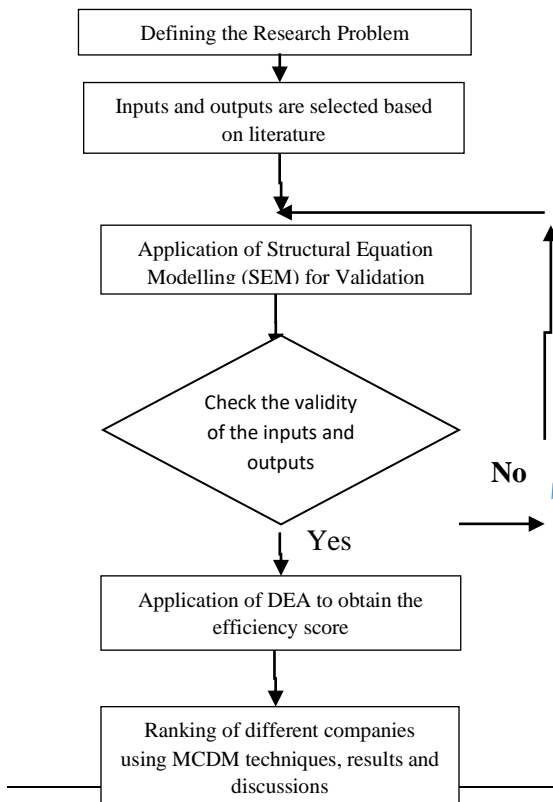 Defining the Research Problem
Inputs and outputs are selected based
on literature
Application of Structural Equation
Modelling (SEM) for Validation
Check the validity
of the inputs and
outputs
No
Yes
Application of DEA to obtain the
efficiency score
Ranking of different companies
using MCDM techniques, results and
discussions